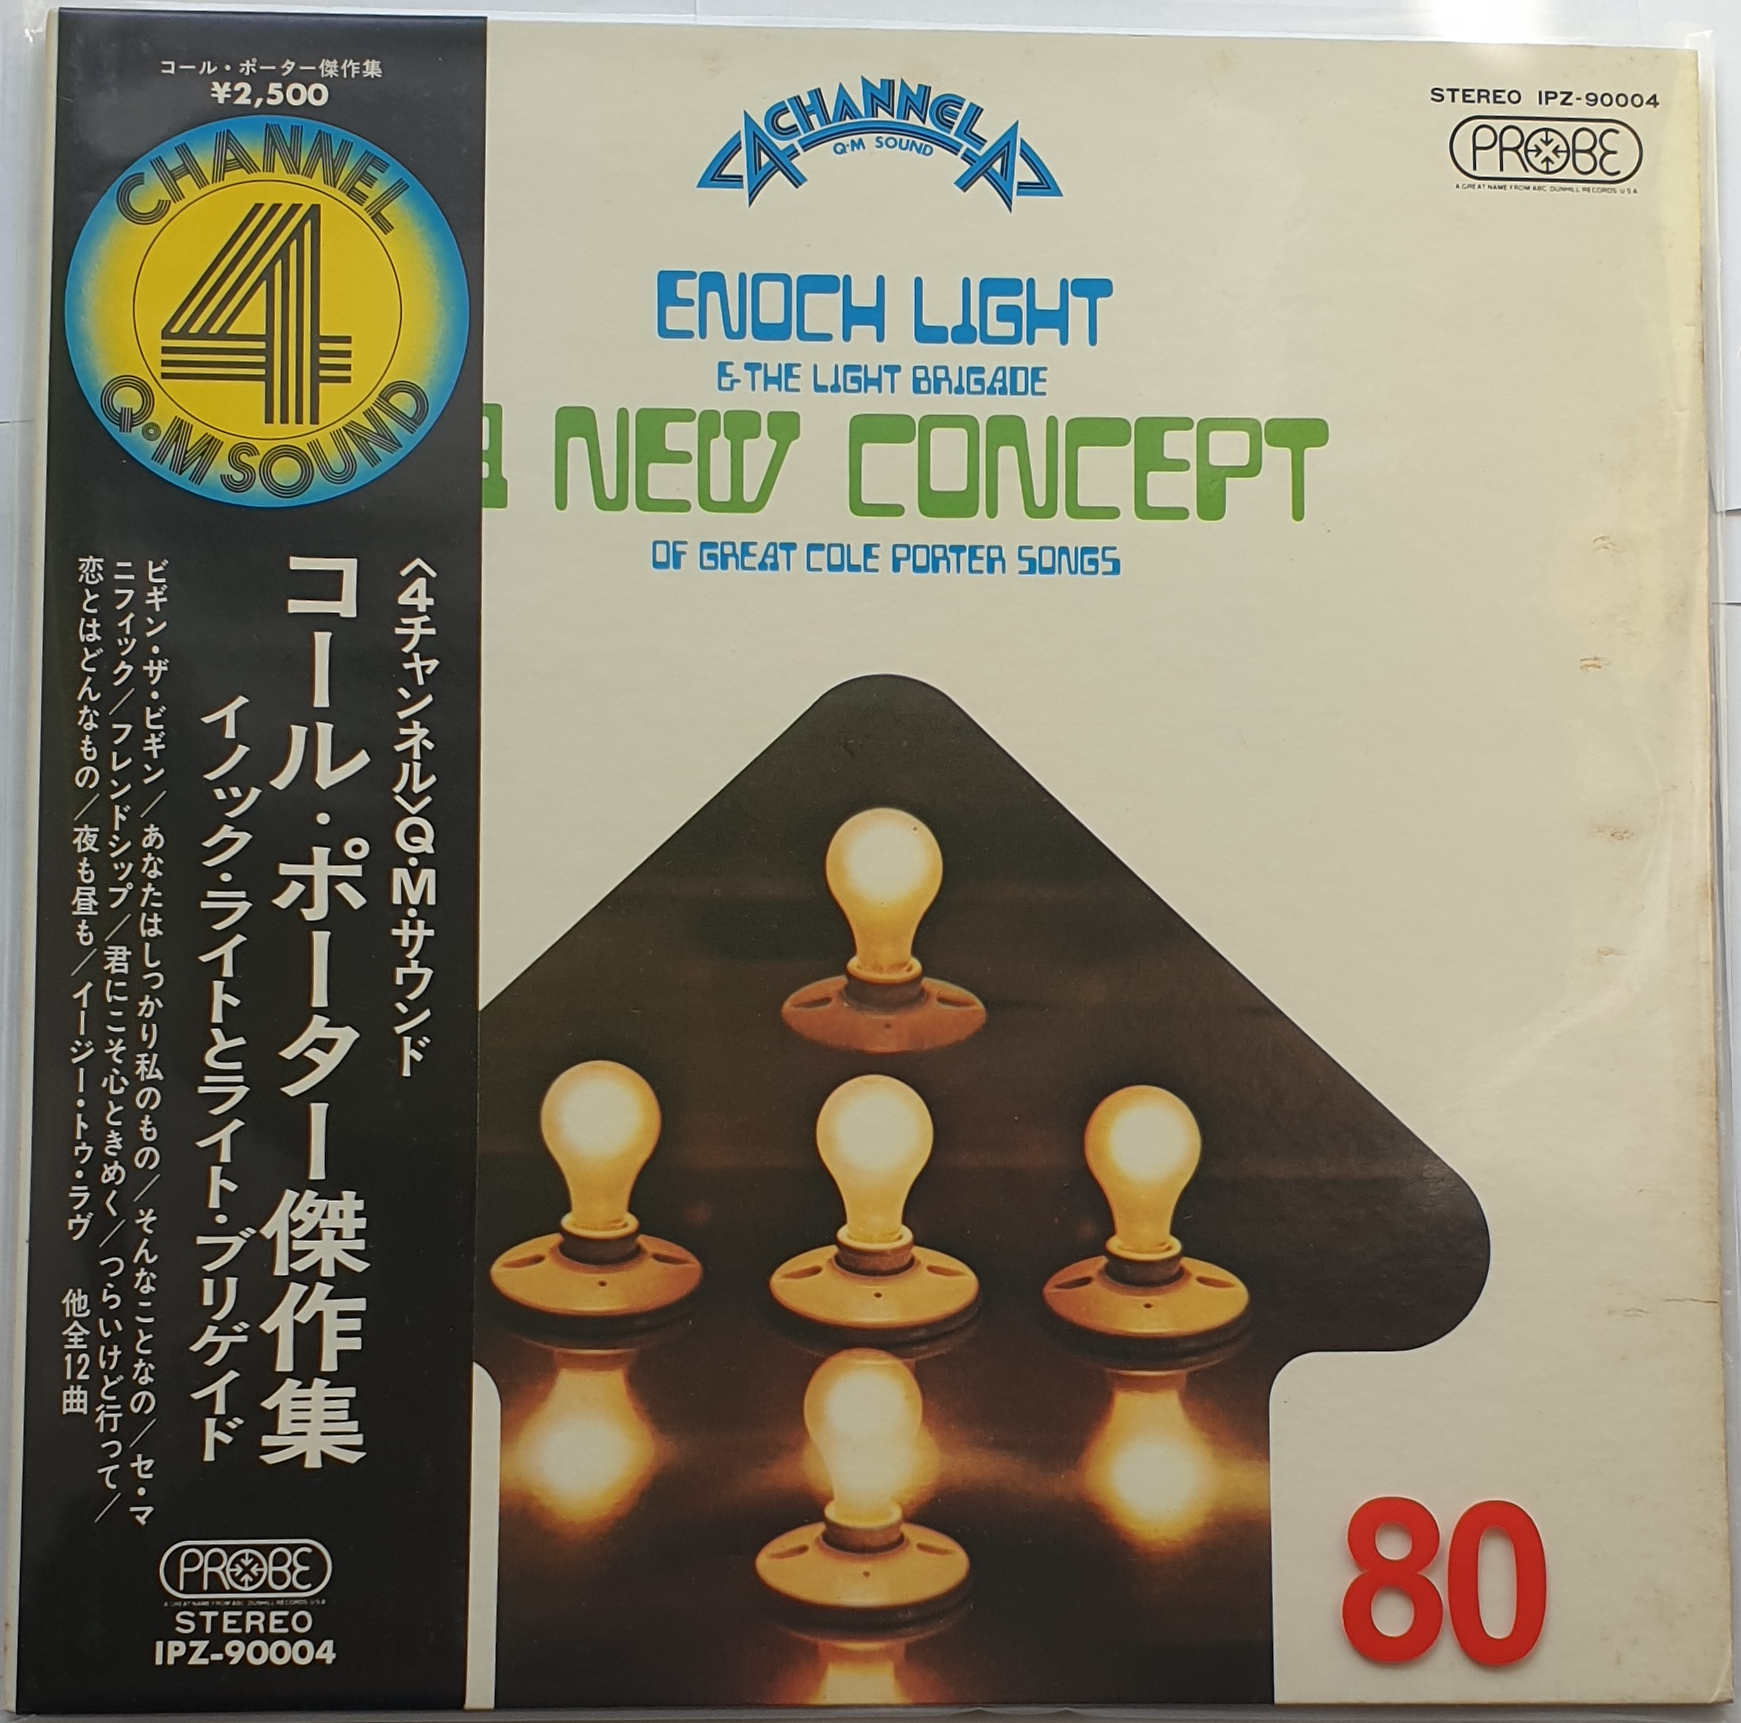 コール・ポーター傑作集
¥2,500
CHANNEL
4
Q·M SOUND
〈4チャンネル〉Q·M·サウンド
コール・ポーター傑作集
イノック・ライトとライト・ブリゲイド
ビギン・ザ・ビギン／あなたはしっかり私のもの／そんなことなの／セ・マ
ニフィック／フレンドシップ／君にこそ心ときめく／つらいけど行って／
恋とはどんなもの／夜も昼も／イージー・トゥ・ラヴ 他全12曲
PROBE
A GREAT NAME FROM ABC DUNHILL RECORDS USA
STEREO
IPZ-90004
4 CHANNEL 4
Q·M SOUND
STEREO IPZ-90004
PROBE
A GREAT NAME FROM ABC DUNHILL RECORDS USA
ENOCH LIGHT
& THE LIGHT BRIGADE
A NEW CONCEPT
OF GREAT COLE PORTER SONGS
80